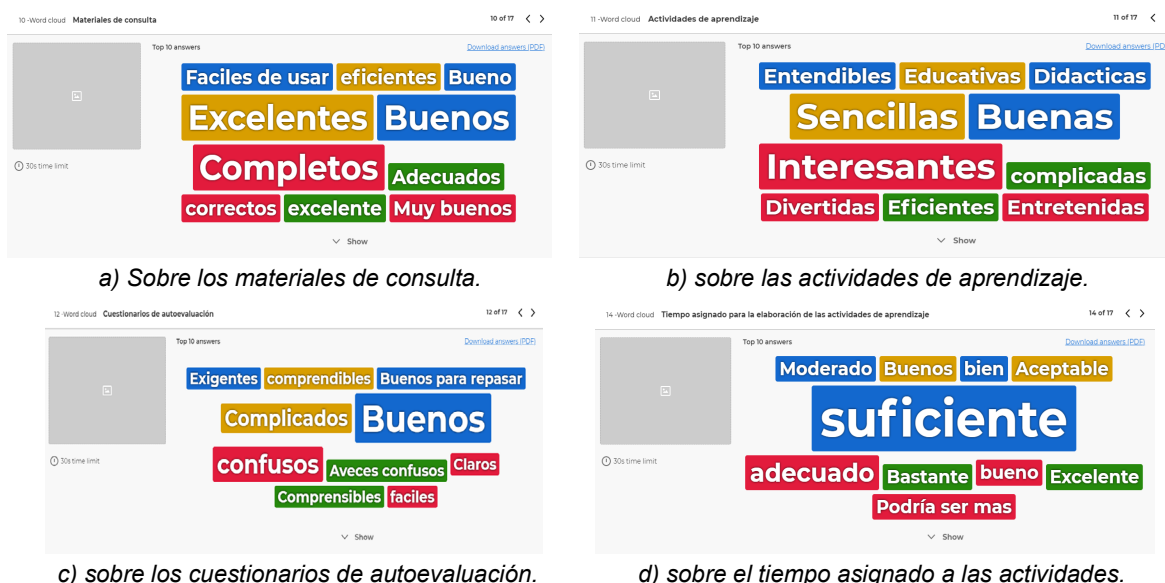 10 -Word cloud Materiales de consulta 10 of 17
Top 10 answers Download answers (PDF)
Faciles de usar eficientes Bueno
Excelentes Buenos
Completos Adecuados
correctos excelente Muy buenos
30s time limit
Show
a) Sobre los materiales de consulta.
11 -Word cloud Actividades de aprendizaje 11 of 17
Top 10 answers Download answers (PD
Entendibles Educativas Didacticas
Sencillas Buenas
Interesantes complicadas
Divertidas Eficientes Entretenidas
30s time limit
Show
b) sobre las actividades de aprendizaje.
12 -Word cloud Cuestionarios de autoevaluación 12 of 17
Top 10 answers Download answers (PDF)
Exigentes comprendibles Buenos para repasar
Complicados Buenos
confusos Aveces confusos Claros
Comprensibles faciles
30s time limit
Show
c) sobre los cuestionarios de autoevaluación.
14 -Word cloud Tiempo asignado para la elaboración de las actividades de aprendizaje 14 of 17
Top 10 answers Download answers (PDF)
Moderado Buenos bien Aceptable
suficiente
adecuado Bastante bueno Excelente
Podría ser mas
30s time limit
Show
d) sobre el tiempo asignado a las actividades.